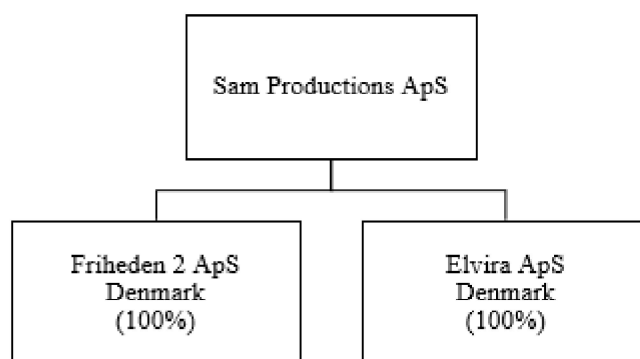 Sam Productions ApS
Friheden 2 ApS
Denmark
(100%)
Elvira ApS
Denmark
(100%)